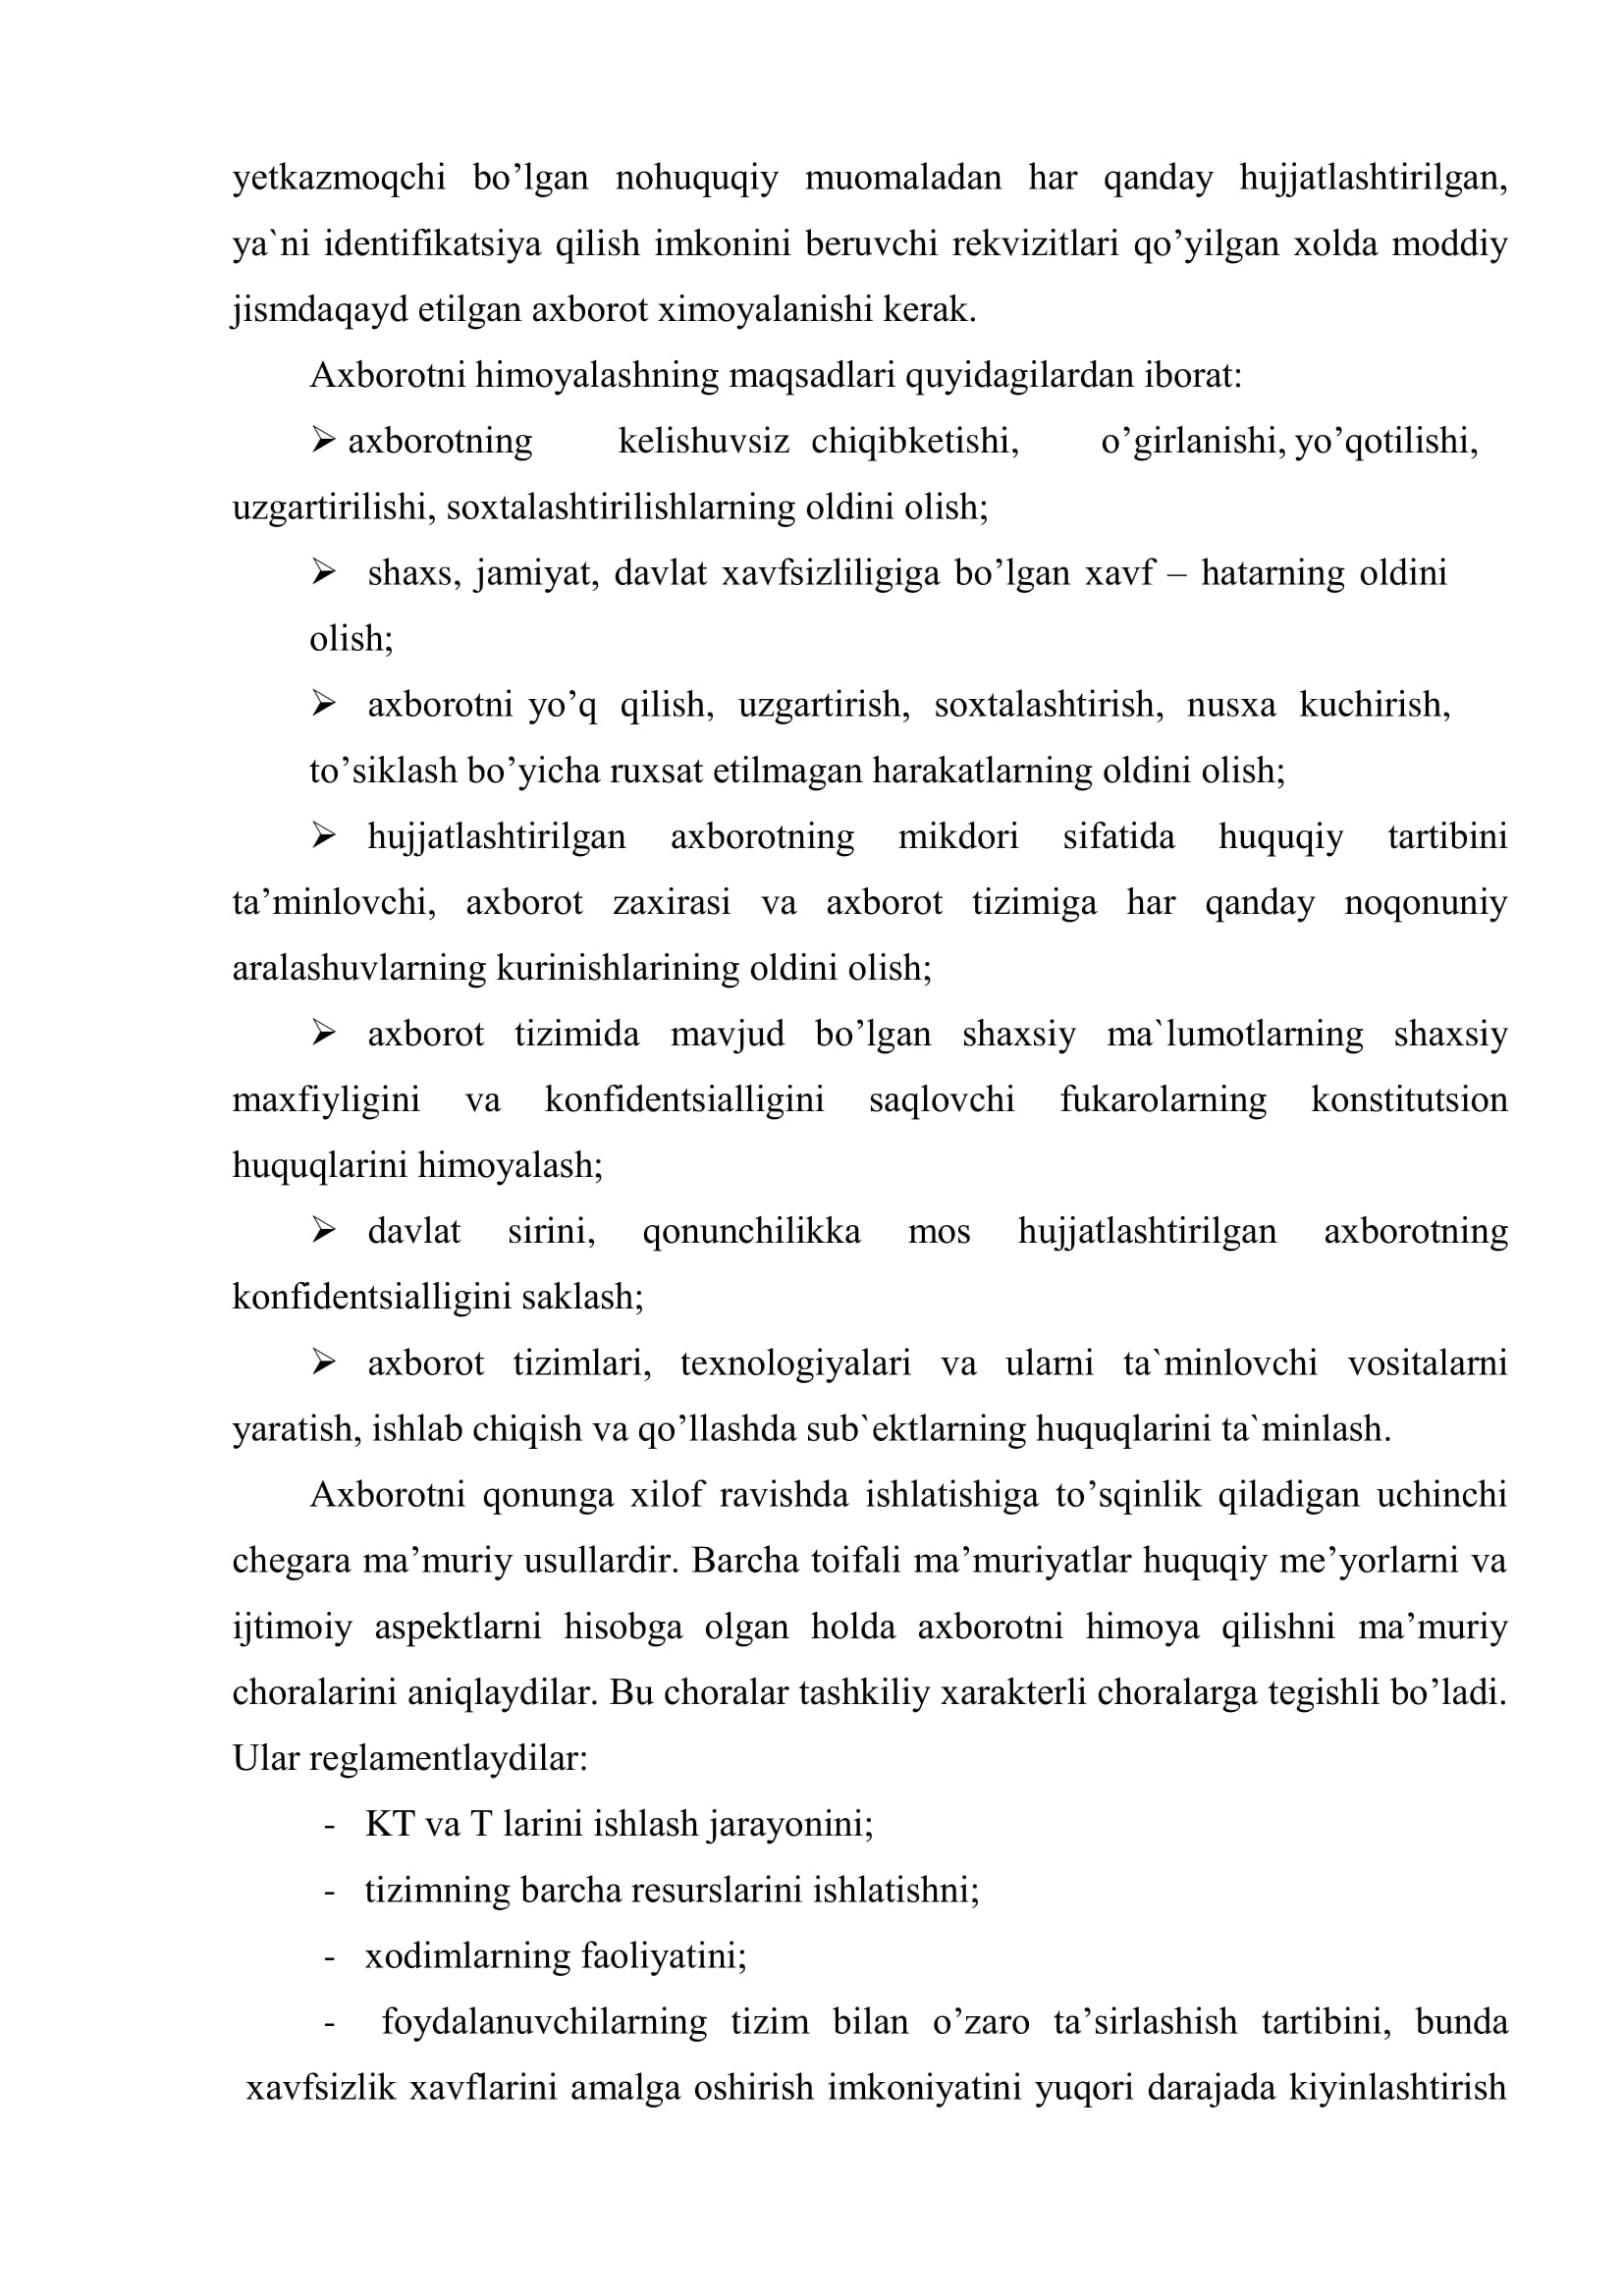 yetkazmoqchi bo’lgan nohuquqiy muomaladan har qanday hujjatlashtirilgan,
ya`ni identifikatsiya qilish imkonini beruvchi rekvizitlari qo’yilgan xolda moddiy
jismdaqayd etilgan axborot ximoyalanishi kerak.
Axborotni himoyalashning maqsadlari quyidagilardan iborat:
➢ axborotning kelishuvsiz chiqibketishi, o’girlanishi, yo’qotilishi,
uzgartirilishi, soxtalashtirilishlarning oldini olish;
➢ shaxs, jamiyat, davlat xavfsizliligiga bo’lgan xavf – hatarning oldini
olish;
➢ axborotni yo’q qilish, uzgartirish, soxtalashtirish, nusxa kuchirish,
to’siklash bo’yicha ruxsat etilmagan harakatlarning oldini olish;
➢ hujjatlashtirilgan axborotning mikdori sifatida huquqiy tartibini
ta’minlovchi, axborot zaxirasi va axborot tizimiga har qanday noqonuniy
aralashuvlarning kurinishlarining oldini olish;
➢ axborot tizimida mavjud bo’lgan shaxsiy ma`lumotlarning shaxsiy
maxfiyligini va konfidentsialligini saqlovchi fukarolarning konstitutsion
huquqlarini himoyalash;
➢ davlat sirini, qonunchilikka mos hujjatlashtirilgan axborotning
konfidentsialligini saklash;
➢ axborot tizimlari, texnologiyalari va ularni ta`minlovchi vositalarni
yaratish, ishlab chiqish va qo’llashda sub`ektlarning huquqlarini ta`minlash.
Axborotni qonunga xilof ravishda ishlatishiga to’sqinlik qiladigan uchinchi
chegara ma’muriy usullardir. Barcha toifali ma’muriyatlar huquqiy me’yorlarni va
ijtimoiy aspektlarni hisobga olgan holda axborotni himoya qilishni ma’muriy
choralarini aniqlaydilar. Bu choralar tashkiliy xarakterli choralarga tegishli bo’ladi.
Ular reglamentlaydilar:
- KT va T larini ishlash jarayonini;
- tizimning barcha resurslarini ishlatishni;
- xodimlarning faoliyatini;
- foydalanuvchilarning tizim bilan o’zaro ta’sirlashish tartibini, bunda
xavfsizlik xavflarini amalga oshirish imkoniyatini yuqori darajada kiyinlashtirish